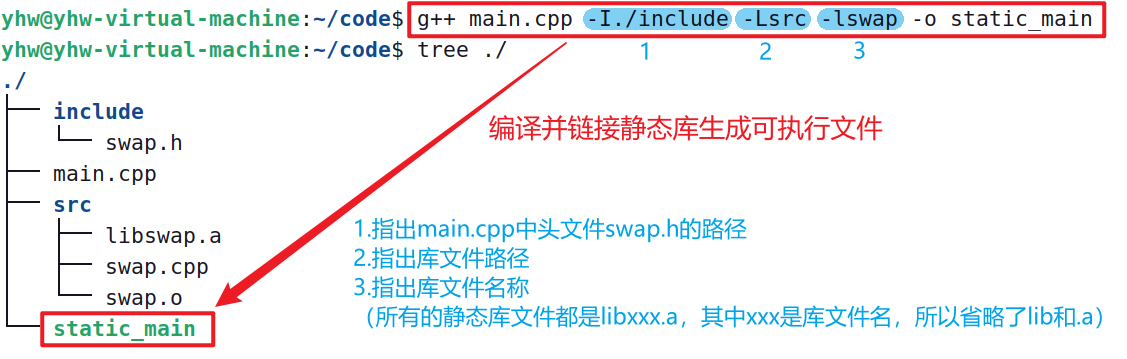 yhw@yhw-virtual-machine:~/code$ g++ main.cpp -I./include -Lsrc -lswap -o static_main
yhw@yhw-virtual-machine:~/code$ tree ./
1 2 3
./
include
swap.h
编译并链接静态库生成可执行文件
main.cpp
src
libswap.a
1.指出main.cpp中头文件swap.h的路径
swap.cpp
2.指出库文件路径
swap.o
3.指出库文件名称
static_main
（所有的静态库文件都是libxxx.a，其中xxx是库文件名，所以省略了lib和.a）